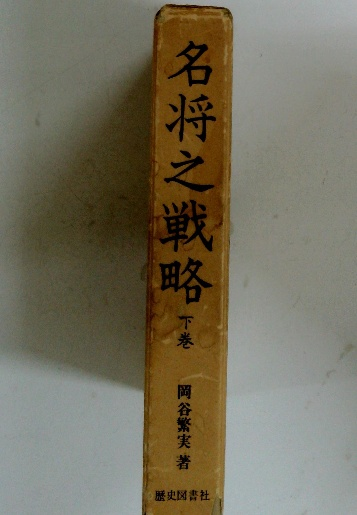 名将之戦略
下巻
岡谷繁実著
歴史図書社